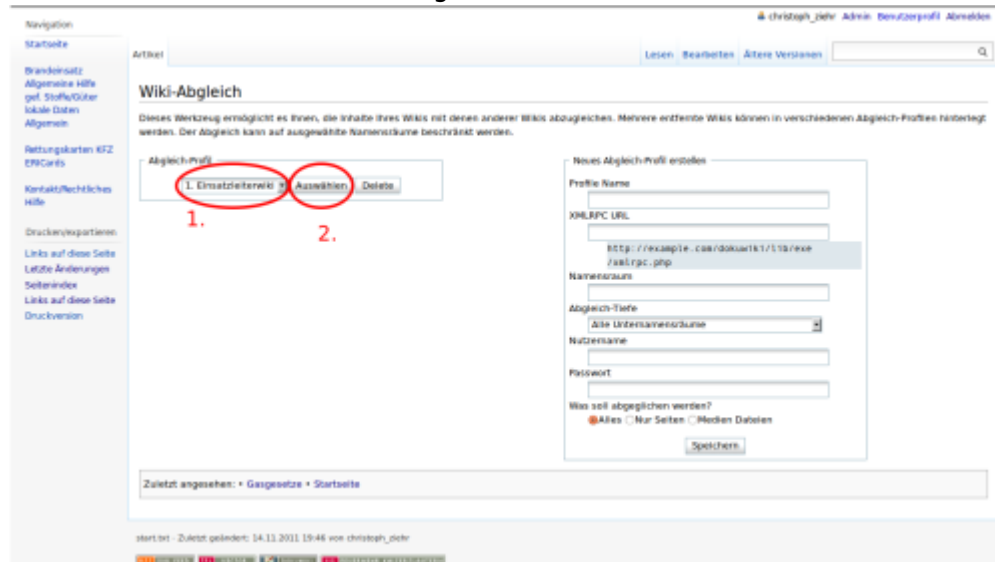 Navigation
Startseite
Brandeinsatz
Allgemeine Hilfe
gef. Stoffe/Güter
lokale Daten
Allgemein
Rettungskarten KFZ
ERICards
Kontakt/Rechtliches
Hilfe
Drucken/exportieren
Links auf diese Seite
Letzte Änderungen
Seitenindex
Links auf diese Seite
Druckversion
christoph_ziehr Admin Benutzerprofil Abmelden
Artikel
Lesen Bearbeiten Ältere Versionen
Wiki-Abgleich
Dieses Werkzeug ermöglicht es Ihnen, die Inhalte Ihres Wikis mit denen anderer Wikis abzugleichen. Mehrere entfernte Wikis können in verschiedenen Abgleich-Profilen hinterlegt
werden. Der Abgleich kann auf ausgewählte Namensräume beschränkt werden.
Abgleich-Profil
1. Einsatzleiterwiki Auswählen Delete
1.
2.
Neues Abgleich-Profil erstellen
Profile Name
XMLRPC URL
http://example.com/dokuwiki/lib/exe
/xmlrpc.php
Namensraum
Abgleich-Tiefe
Alle Unternamensräume
Nutzername
Passwort
Was soll abgeglichen werden?
Alles Nur Seiten Medien Dateien
Speichern
Zuletzt angesehen: • Gasgesetze • Startseite
start.txt · Zuletzt geändert: 14.11.2011 19:46 von christoph_ziehr